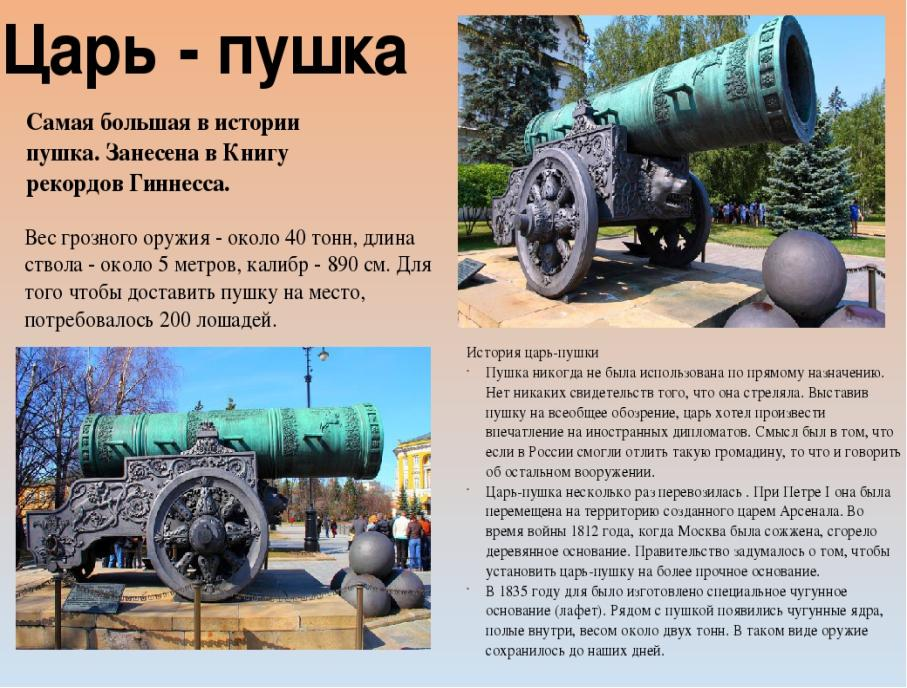 Царь - пушка
Самая большая в истории
пушка. Занесена в Книгу
рекордов Гиннесса.
Вес грозного оружия - около 40 тонн, длина
ствола - около 5 метров, калибр - 890 см. Для
того чтобы доставить пушку на место,
потребовалось 200 лошадей.
История царь-пушки
Пушка никогда не была использована по прямому назначению.
Нет никаких свидетельств того, что она стреляла. Выставив
пушку на всеобщее обозрение, царь хотел произвести
впечатление на иностранных дипломатов. Смысл был в том, что
если в России смогли отлить такую громадину, то что и говорить
об остальном вооружении.
Царь-пушка несколько раз перевозилась . При Петре I она была
перемещена на территорию созданного царем Арсенала. Во
время войны 1812 года, когда Москва была сожжена, сгорело
деревянное основание. Правительство задумалось о том, чтобы
установить царь-пушку на более прочное основание.
В 1835 году для было изготовлено специальное чугунное
основание (лафет). Рядом с пушкой появились чугунные ядра,
полые внутри, весом около двух тонн. В таком виде оружие
сохранилось до наших дней.